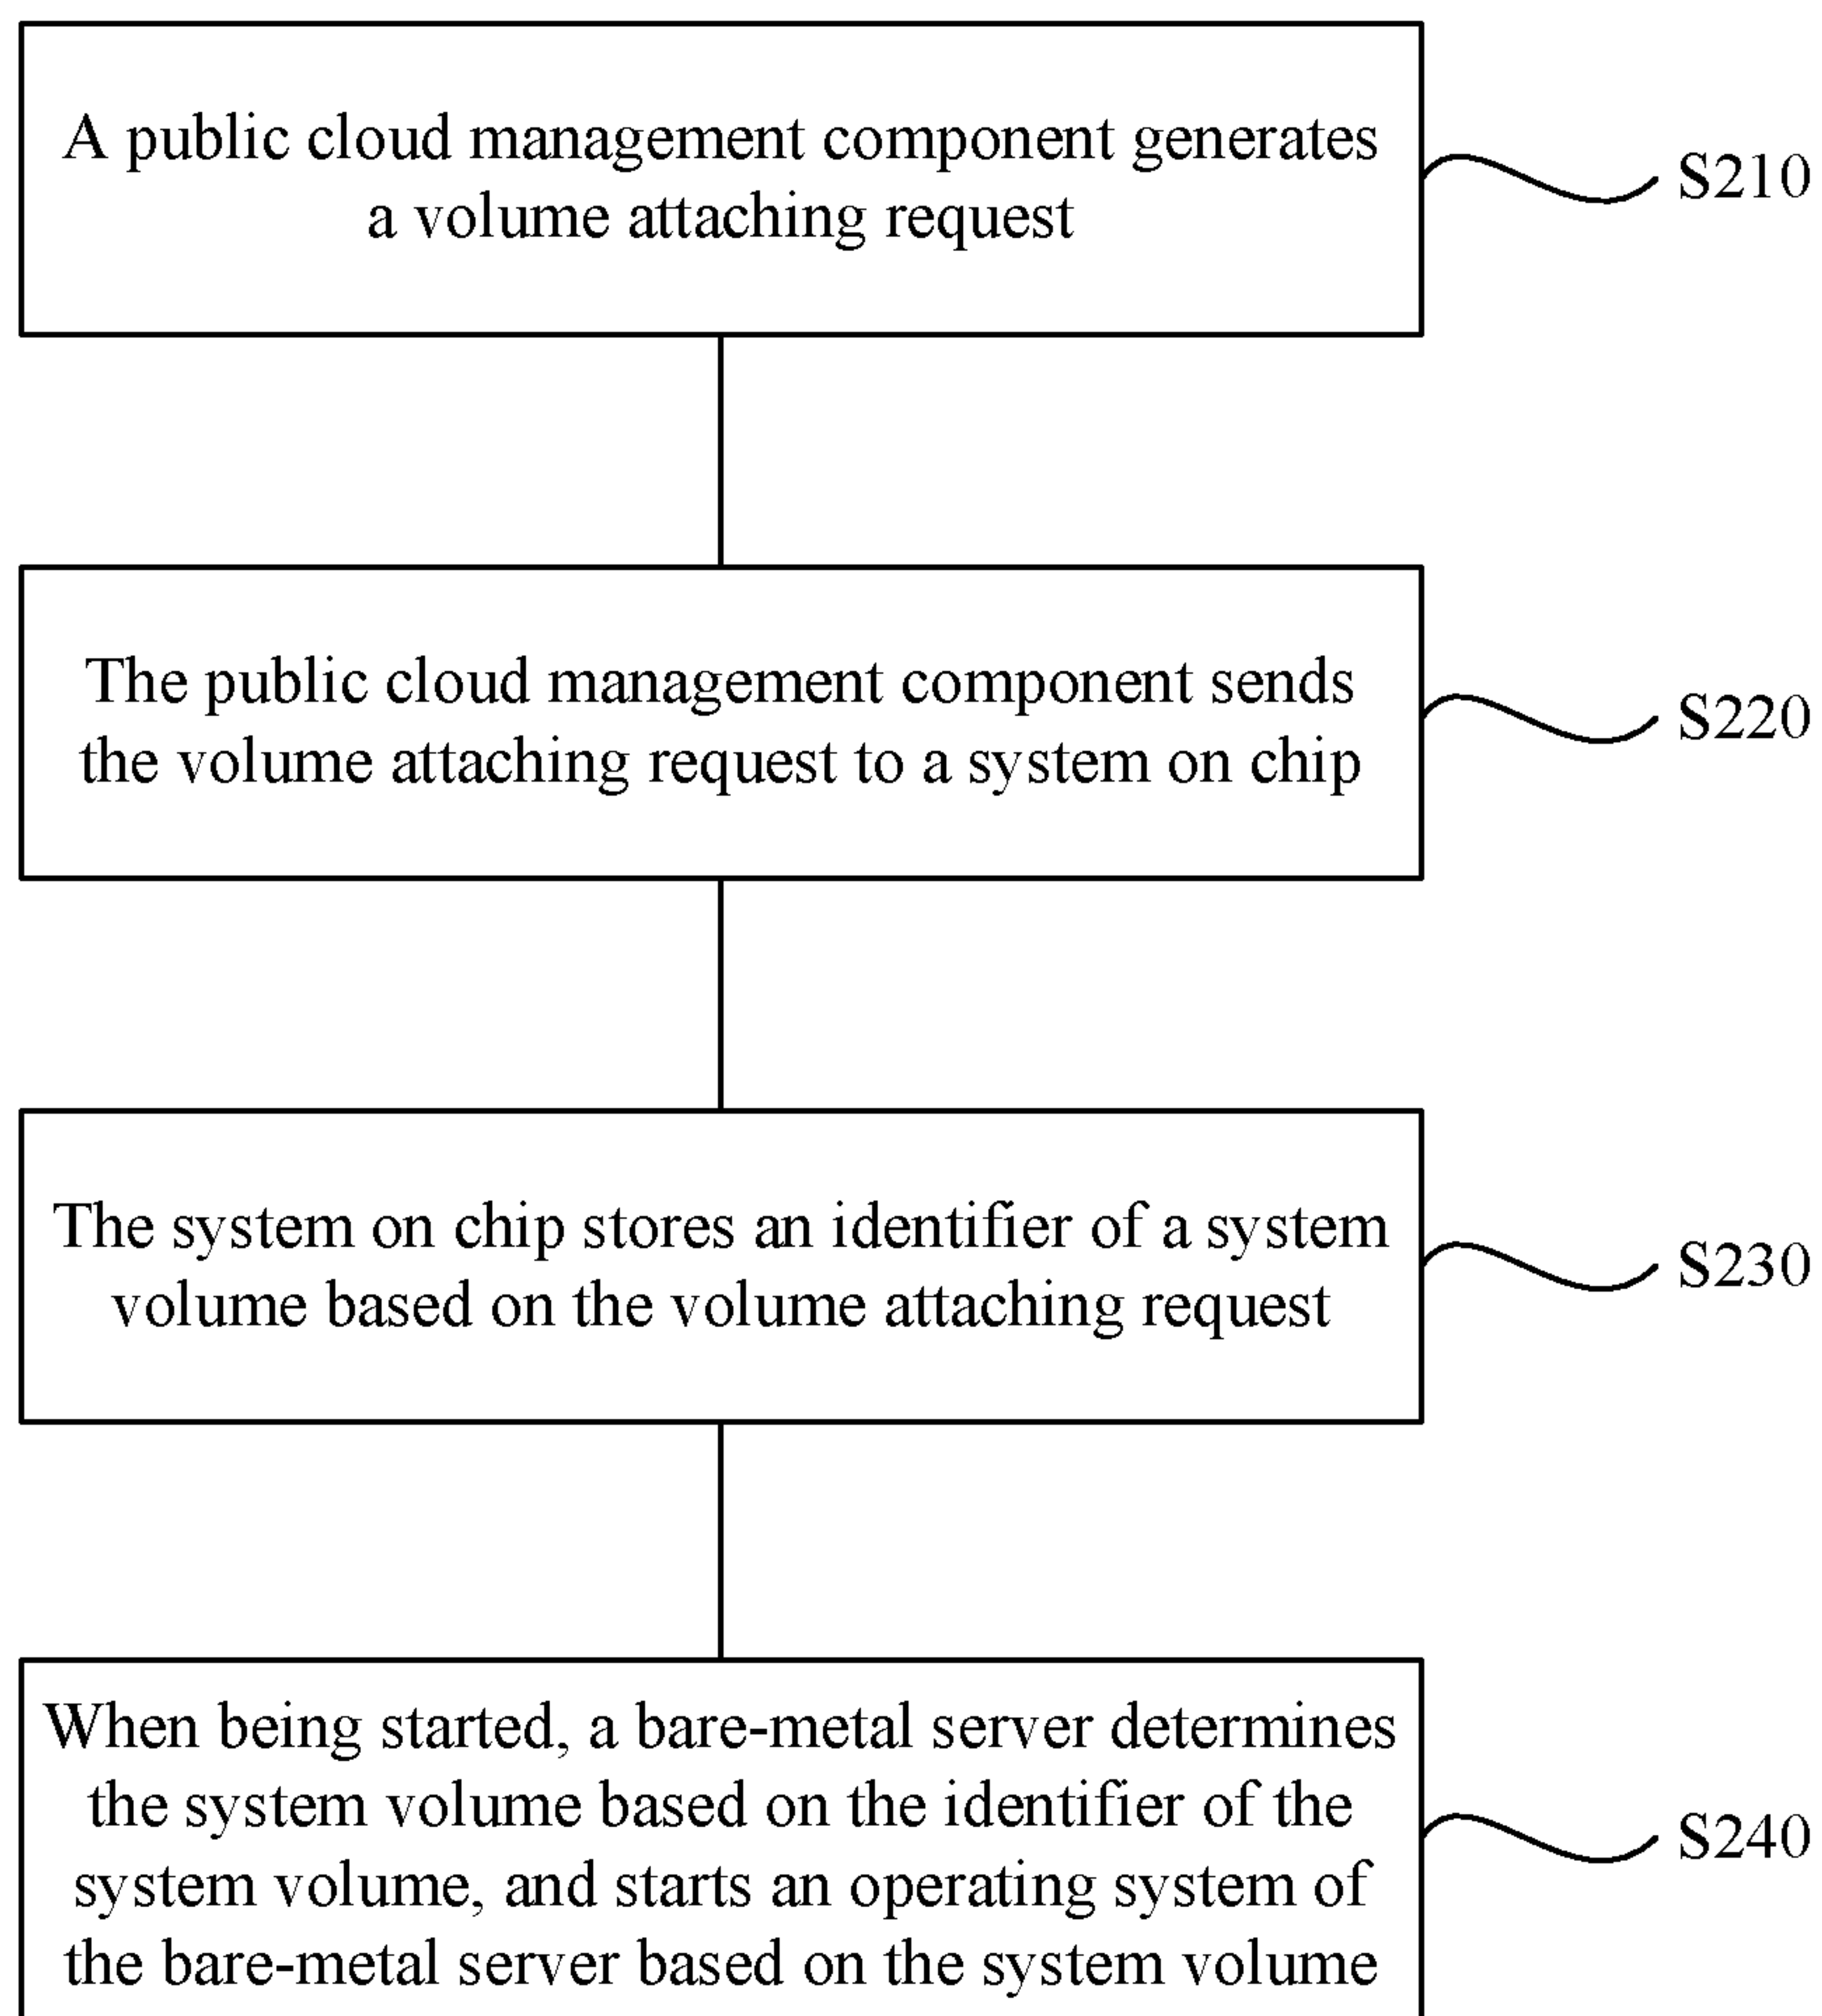 A public cloud management component generates
a volume attaching request
S210
The public cloud management component sends
the volume attaching request to a system on chip
S220
The system on chip stores an identifier of a system
volume based on the volume attaching request
S230
When being started, a bare-metal server determines
the system volume based on the identifier of the
system volume, and starts an operating system of
the bare-metal server based on the system volume
S240